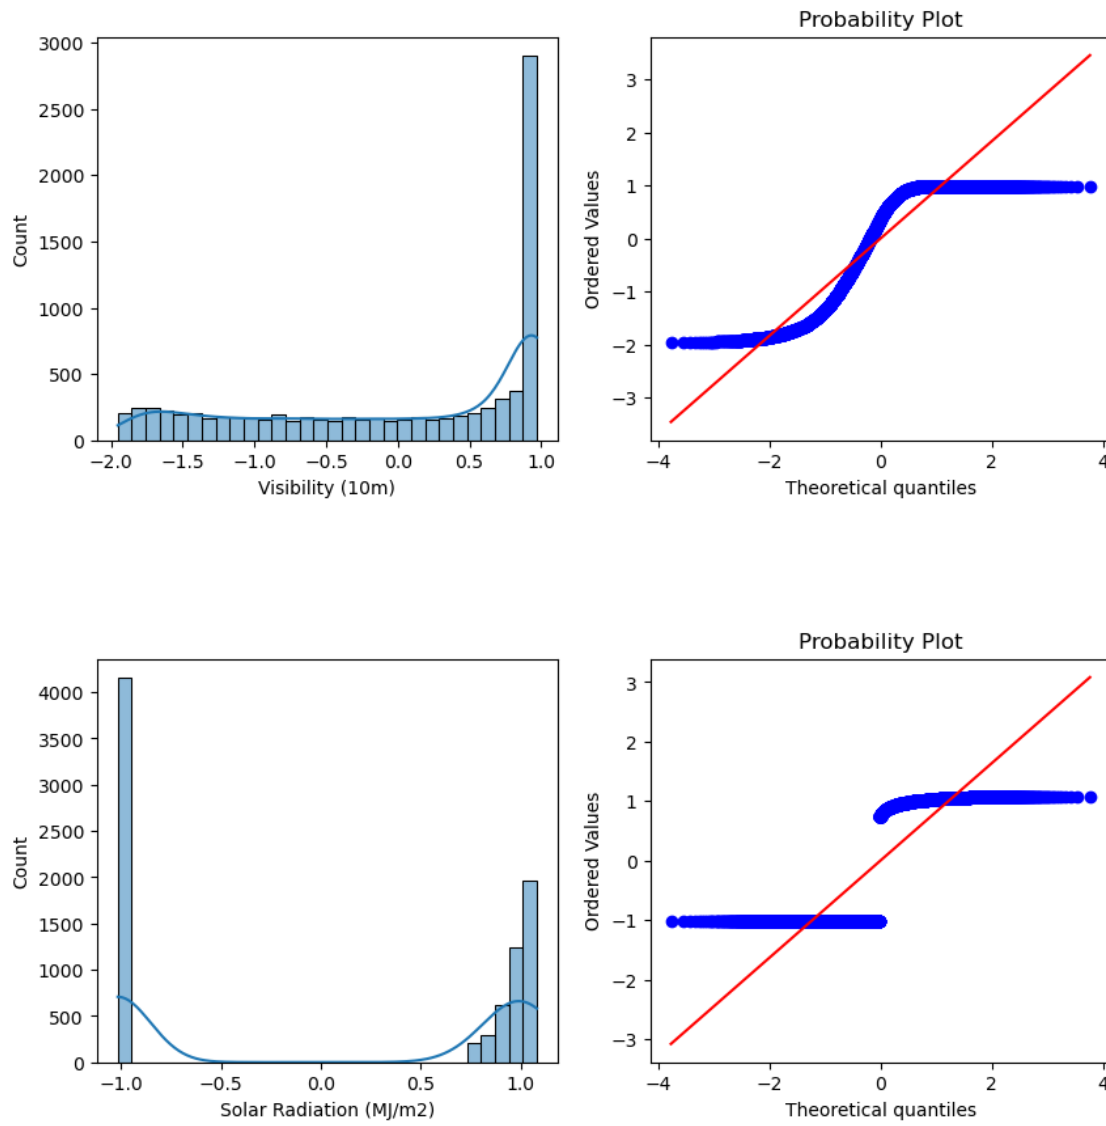 Probability Plot
3000
2500
2000
1500
1000
500
0
Count
−2.0 −1.5 −1.0 −0.5 0.0 0.5 1.0
Visibility (10m)
3
2
1
0
−1
−2
−3
Ordered Values
−4 −2 0 2 4
Theoretical quantiles
Probability Plot
4000
3500
3000
2500
2000
1500
1000
500
0
Count
−1.0 −0.5 0.0 0.5 1.0
Solar Radiation (MJ/m2)
3
2
1
0
−1
−2
−3
Ordered Values
−4 −2 0 2 4
Theoretical quantiles